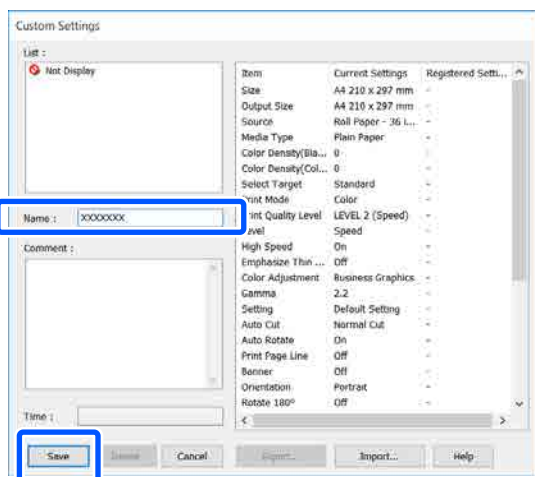 Custom Settings
List :
Not Display
Item Current Settings Registered Setti...
Size A4 210 x 297 mm -
Output Size A4 210 x 297 mm -
Source Roll Paper - 36 i... -
Media Type Plain Paper -
Color Density(Bla... 0 -
Color Density(Col... 0 -
Select Target Standard -
Print Mode Color -
Name : XXXXXXX
Print Quality Level LEVEL 2 (Speed) -
Level Speed -
Comment :
High Speed On -
Emphasize Thin ... Off -
Color Adjustment Business Graphics -
Gamma 2.2 -
Setting Default Setting -
Auto Cut Normal Cut -
Auto Rotate On -
Print Page Line Off -
Banner Off -
Orientation Portrait -
Rotate 180° Off -
Time :
Save Delete Cancel Export... Import... Help